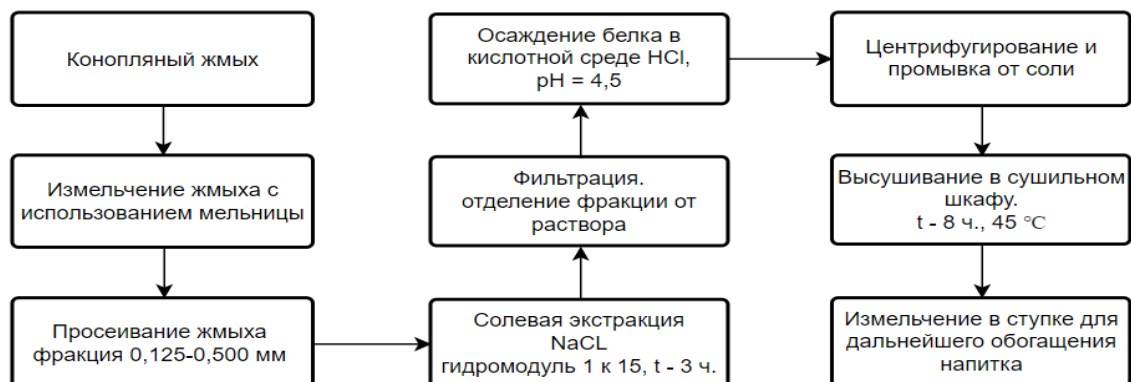 Конопляный жмых
Измельчение жмыха с
использованием мельницы
Просеивание жмыха
фракция 0,125-0,500 мм
Солевая экстракция
NaCL
гидромодуль 1 к 15, t - 3 ч.
Фильтрация.
отделение фракции от
раствора
Осаждение белка в
кислотной среде HCl,
pH = 4,5
Центрифугирование и
промывка от соли
Высушивание в сушильном
шкафу.
t - 8 ч., 45 °C
Измельчение в ступке для
дальнейшего обогащения
напитка